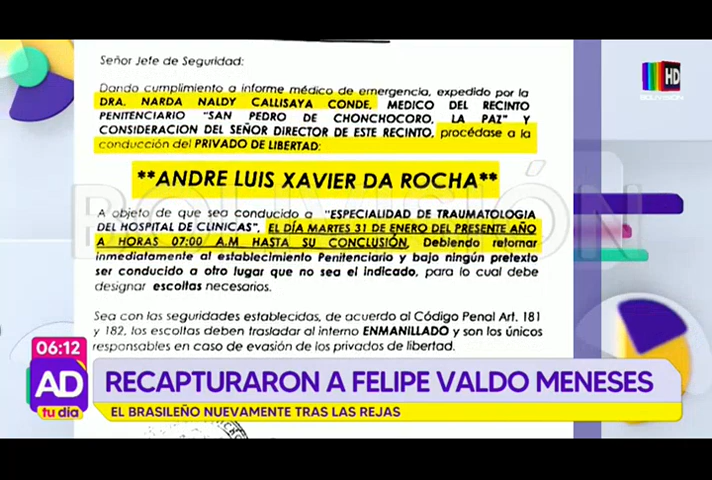 Señor Jefe de Seguridad:
HD
BOLIVISIÓN
Dando cumplimiento a informe médico de emergencia, expedido por la
DRA. NARDA NALDY CALLISAYA CONDE, MEDICO DEL RECINTO
PENITENCIARIO "SAN PEDRO DE CHONCHOCORO, LA PAZ" Y
CONSIDERACION DEL SEÑOR DIRECTOR DE ESTE RECINTO, procédase a la
conducción del PRIVADO DE LIBERTAD:
**ANDRE LUIS XAVIER DA ROCHA**
BOLIVISIÓN
A objeto de que sea conducido a "ESPECIALIDAD DE TRAUMATOLOGIA
DEL HOSPITAL DE CLINICAS", EL DÍA MARTES 31 DE ENERO DEL PRESENTE AÑO
A HORAS 07:00 A.M HASTA SU CONCLUSIÓN, Debiendo retornar
inmediatamente al establecimiento Penitenciario y bajo ningún pretexto
ser conducido a otro lugar que no sea el indicado, para lo cual debe
designar escoltas necesarios.
Sea con las seguridades establecidas, de acuerdo al Código Penal Art. 181
y 182, los escoltas deben trasladar al interno ENMANILLADO y son los únicos
responsables en caso de evasión de los privados de libertad.
06:12
AD
tu día
RECAPTURARON A FELIPE VALDO MENESES
EL BRASILEÑO NUEVAMENTE TRAS LAS REJAS